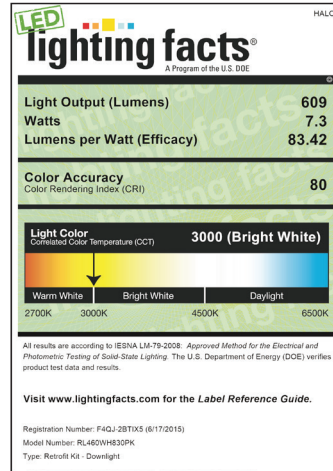 LED
HALO
lighting facts®
A Program of the U.S. DOE
Light Output (Lumens) 609
Watts 7.3
Lumens per Watt (Efficacy) 83.42
Color Accuracy 80
Color Rendering Index (CRI)
Light Color 3000 (Bright White)
Correlated Color Temperature (CCT)
Warm White Bright White Daylight
2700K 3000K 4500K 6500K
All results are according to IESNA LM-79-2008: Approved Method for the Electrical and
Photometric Testing of Solid-State Lighting. The U.S. Department of Energy (DOE) verifies
product test data and results.
Visit www.lightingfacts.com for the Label Reference Guide.
Registration Number: F4QJ-2BTIX5 (6/17/2015)
Model Number: RL460WH830PK
Type: Retrofit Kit - Downlight